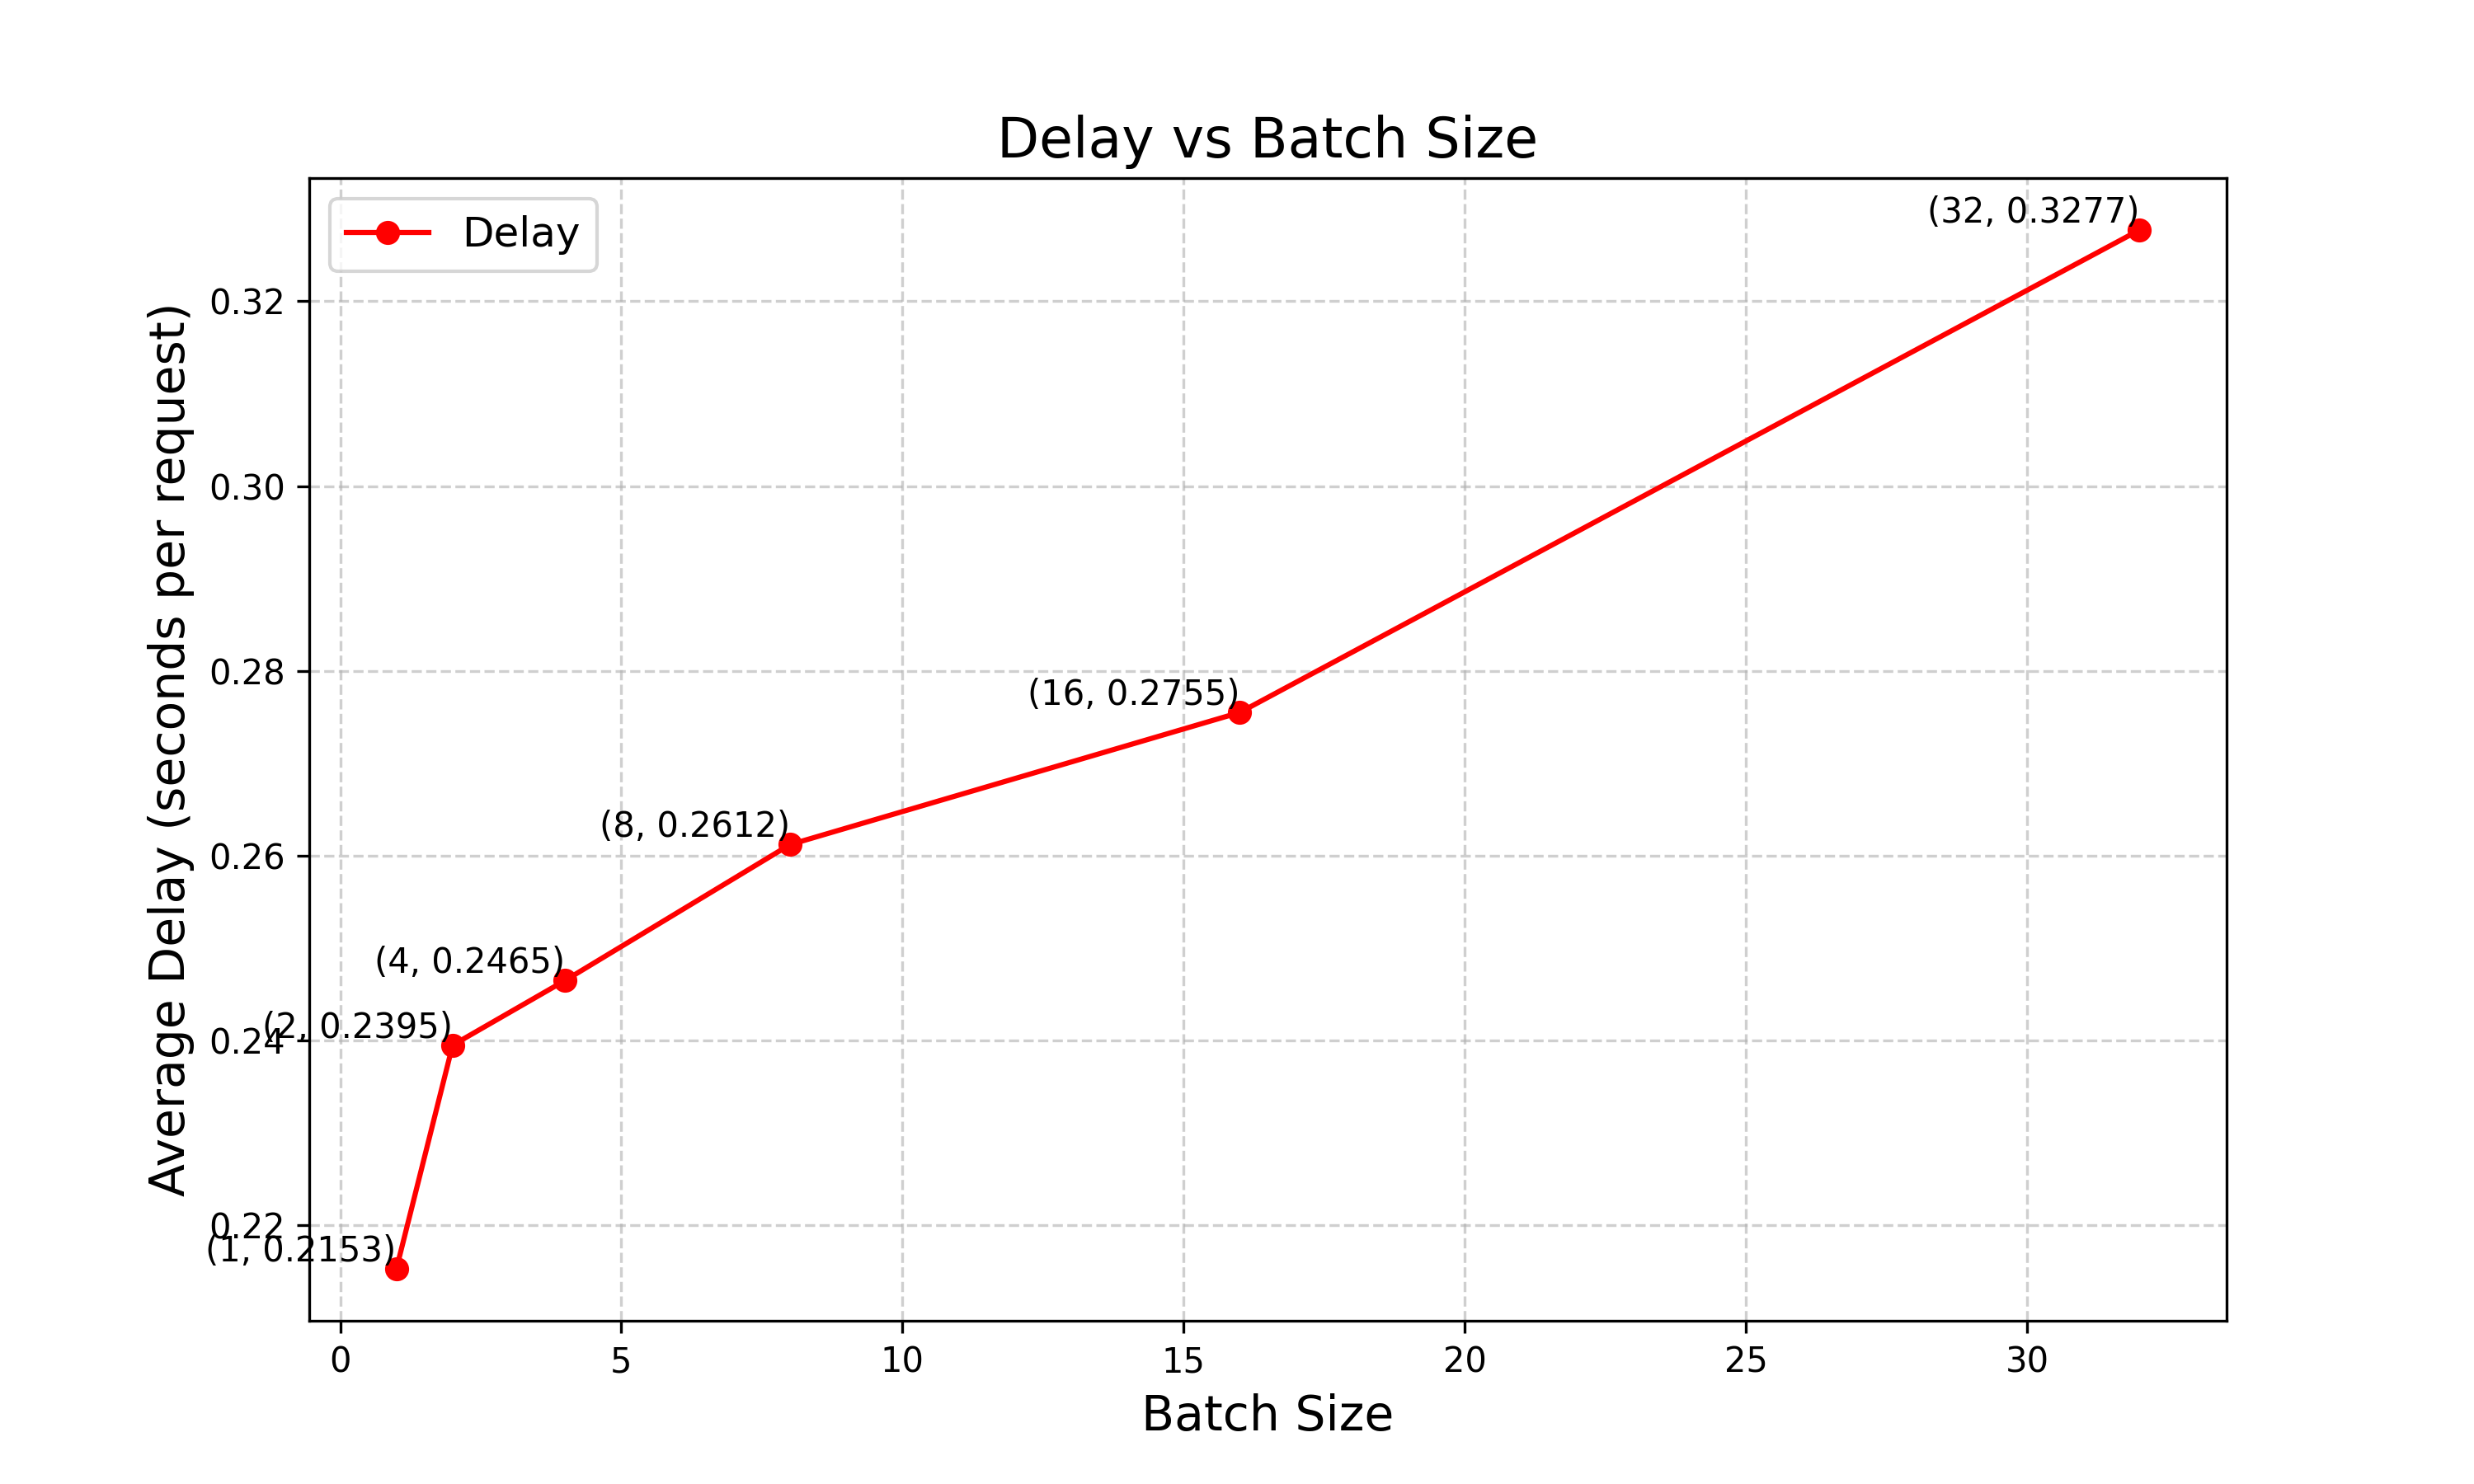 Delay vs Batch Size
Delay
(32, 0.3277)
(16, 0.2755)
(8, 0.2612)
(4, 0.2465)
(2, 0.2395)
(1, 0.2153)
0.32
0.30
0.28
0.26
0.24
0.22
Average Delay (seconds per request)
0 5 10 15 20 25 30
Batch Size